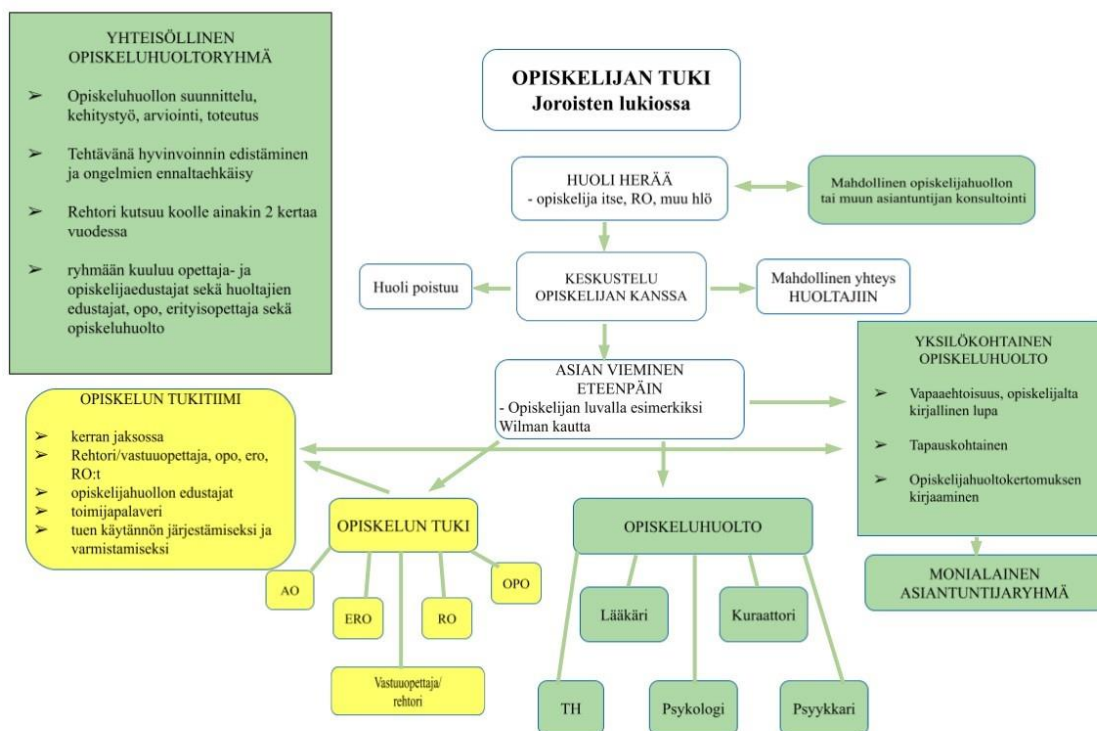 YHTEISÖLLINEN
OPISKELUHUOLTORYHMÄ
➢ Opiskeluhuollon suunnittelu,
kehitystyö, arviointi, toteutus
➢ Tehtävänä hyvinvoinnin edistäminen
ja ongelmien ennaltaehkäisy
➢ Rehtori kutsuu koolle ainakin 2 kertaa
vuodessa
➢ ryhmään kuuluu opettaja- ja
opiskelijaedustajat sekä huoltajien
edustajat, opo, erityisopettaja sekä
opiskeluhuolto
OPISKELIJAN TUKI
Joroisten lukiossa
HUOLI HERÄÄ
- opiskelija itse, RO, muu hlö
Mahdollinen opiskelijahuollon
tai muun asiantuntijan konsultointi
Huoli poistuu
KESKUSTELU
OPISKELIJAN KANSSA
Mahdollinen yhteys
HUOLTAJIIN
ASIAN VIEMINEN
ETEENPÄIN
- Opiskelijan luvalla esimerkiksi
Wilman kautta
YKSILÖKOHTAINEN
OPISKELUHUOLTO
➢ Vapaaehtoisuus, opiskelijalta
kirjallinen lupa
➢ Tapauskohtainen
➢ Opiskelijahuoltokertomuksen
kirjaaminen
OPISKELUN TUKITIIMI
➢ kerran jaksossa
➢ Rehtori/vastuuopettaja, opo, ero,
RO:t
➢ opiskelijahuollon edustajat
➢ toimijapalaveri
➢ tuen käytännön järjestämiseksi ja
varmistamiseksi
OPISKELUN TUKI
OPISKELUHUOLTO
MONIALAINEN
ASIANTUNTIJARYHMÄ
AO
ERO
RO
OPO
Vastuuopettaja/
rehtori
Lääkäri
Kuraattori
TH
Psykologi
Psyykkari